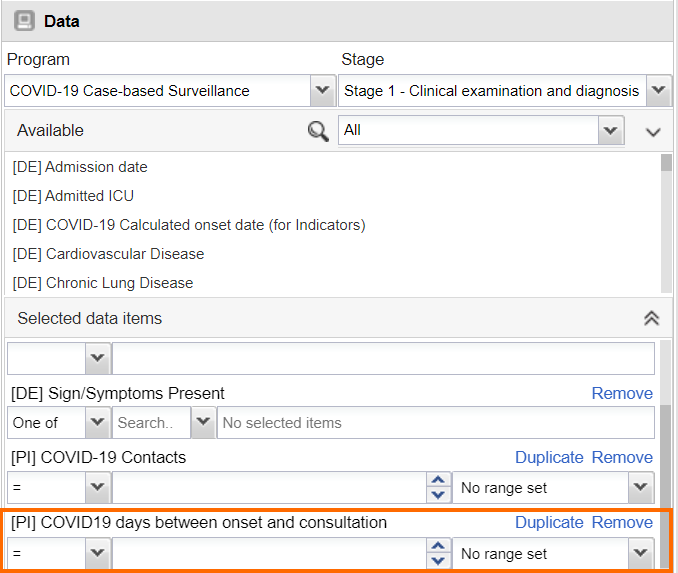 Data
Program Stage
COVID-19 Case-based Surveillance Stage 1 - Clinical examination and diagnosis
Available All
[DE] Admission date
[DE] Admitted ICU
[DE] COVID-19 Calculated onset date (for Indicators)
[DE] Cardiovascular Disease
[DE] Chronic Lung Disease
Selected data items
[DE] Sign/Symptoms Present Remove
One of Search.. No selected items
[PI] COVID-19 Contacts Duplicate Remove
= No range set
[PI] COVID19 days between onset and consultation Duplicate Remove
= No range set